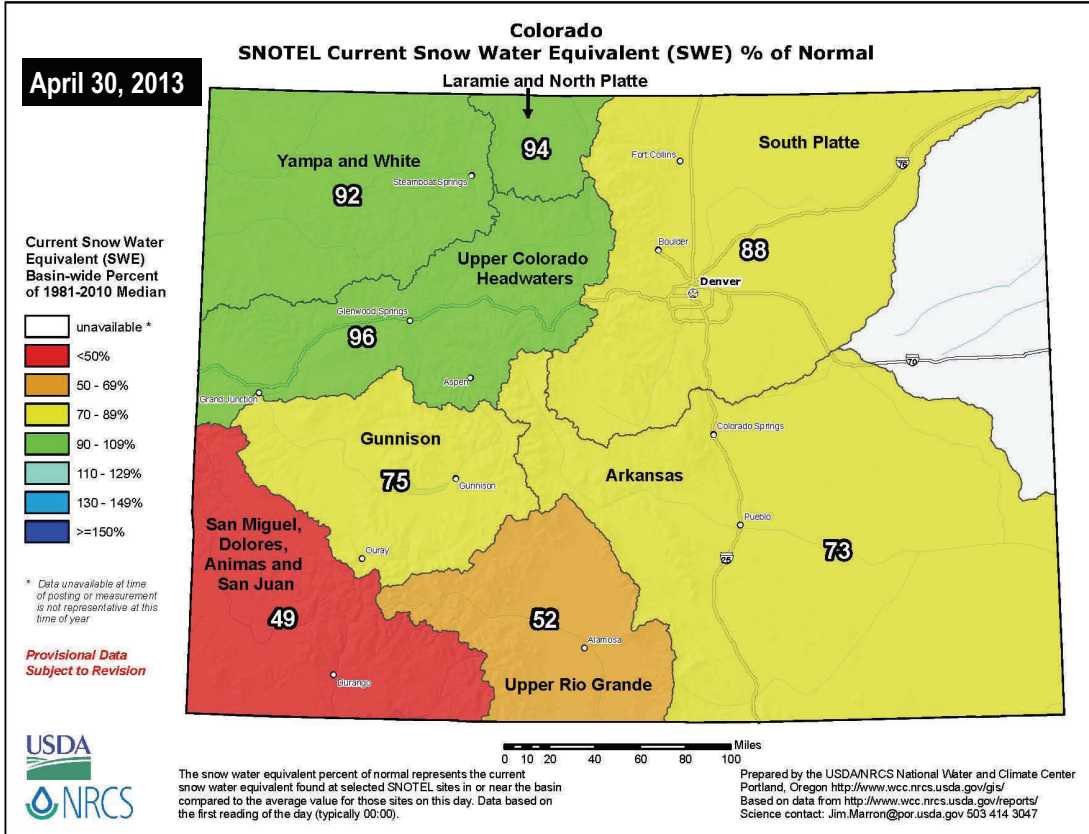 Colorado
SNOTEL Current Snow Water Equivalent (SWE) % of Normal
April 30, 2013
Laramie and North Platte
94
Yampa and White
92
Steamboat Springs
South Platte
Fort Collins
76
Boulder
88
Denver
Upper Colorado
Headwaters
Glenwood Springs
96
Aspen
Grand Junction
70
Current Snow Water
Equivalent (SWE)
Basin-wide Percent
of 1981-2010 Median
unavailable *
<50%
50 - 69%
70 - 89%
90 - 109%
110 - 129%
130 - 149%
>=150%
* Data unavailable at time
of posting or measurement
is not representative at this
time of year
Provisional Data
Subject to Revision
Gunnison
75
Gunnison
Ouray
Colorado Springs
Arkansas
Pueblo
25
73
San Miguel,
Dolores,
Animas and
San Juan
49
Durango
52
Alamosa
Upper Rio Grande
Miles
0 10 20 40 60 80 100
USDA
NRCS
The snow water equivalent percent of normal represents the current
snow water equivalent found at selected SNOTEL sites in or near the basin
compared to the average value for those sites on this day. Data based on
the first reading of the day (typically 00:00).
Prepared by the USDA/NRCS National Water and Climate Center
Portland, Oregon http://www.wcc.nrcs.usda.gov/gis/
Based on data from http://www.wcc.nrcs.usda.gov/reports/
Science contact: Jim.Marron@por.usda.gov 503 414 3047